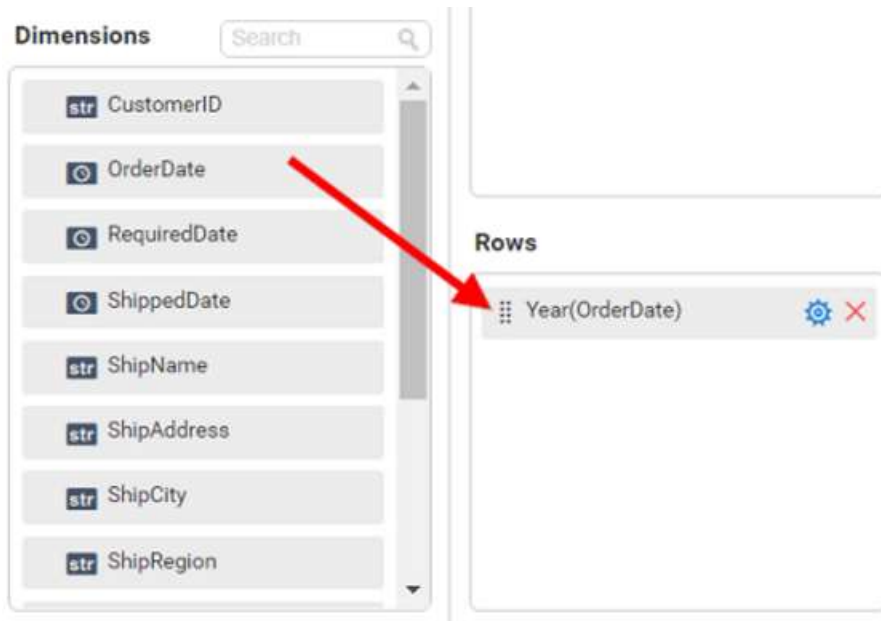 Dimensions
Search
str CustomerID
OrderDate
RequiredDate
ShippedDate
str ShipName
str ShipAddress
str ShipCity
str ShipRegion
Rows
Year(OrderDate)